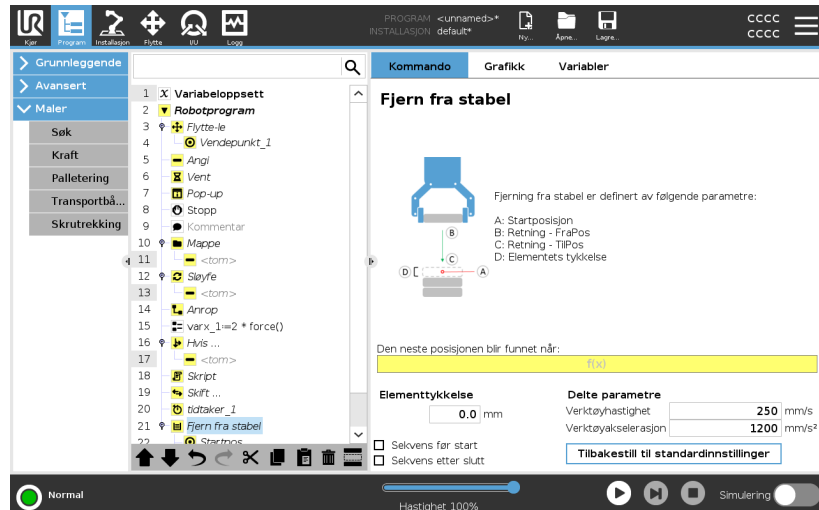 PROGRAM <unnamed>*
INSTALLASJON default*
Kjør
Program
Installasjon
Flytte
I/U
Logg
Ny...
Åpne...
Lagre...
cccc
cccc
Grunnleggende
Avansert
Maler
Søk
Kraft
Palletering
Transportbå...
Skrutrekking
1 X Variabeloppsett
2 Robotprogram
3 Flytte-le
4 Vendepunkt_1
5 Angi
6 Vent
7 Pop-up
8 Stopp
9 Kommentar
10 Mappe
11 <tom>
12 Sløyfe
13 <tom>
14 Anrop
15 varx_1:=2 * force()
16 Hvis ...
17 <tom>
18 Skript
19 Skift ...
20 tidtaker_1
21 Fjern fra stabel
22 Startpos
Kommando
Grafikk
Variabler
Fjern fra stabel
B
C
D
A
Fjerning fra stabel er definert av følgende parametre:
A: Startposisjon
B: Retning - FraPos
C: Retning - TilPos
D: Elementets tykkelse
Den neste posisjonen blir funnet når:
f(x)
Elementtykkelse
0.0 mm
Sekvens før start
Sekvens etter slutt
Delte parametre
Verktøyhastighet 250 mm/s
Verktøyakselerasjon 1200 mm/s²
Tilbakestill til standardinnstillinger
Normal
Hastighet 100%
Simulering